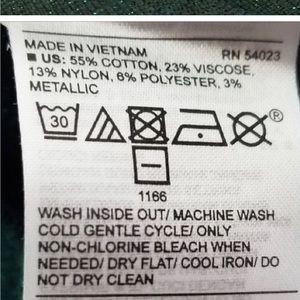 MADE IN VIETNAM RN 54023
■ US: 55% COTTON, 23% VISCOSE,
13% NYLON, 6% POLYESTER, 3%
METALLIC
30 ®
1166
WASH INSIDE OUT/ MACHINE WASH
COLD GENTLE CYCLE/ ONLY
NON-CHLORINE BLEACH WHEN
NEEDED/ DRY FLAT/ COOL IRON/ DO
NOT DRY CLEAN